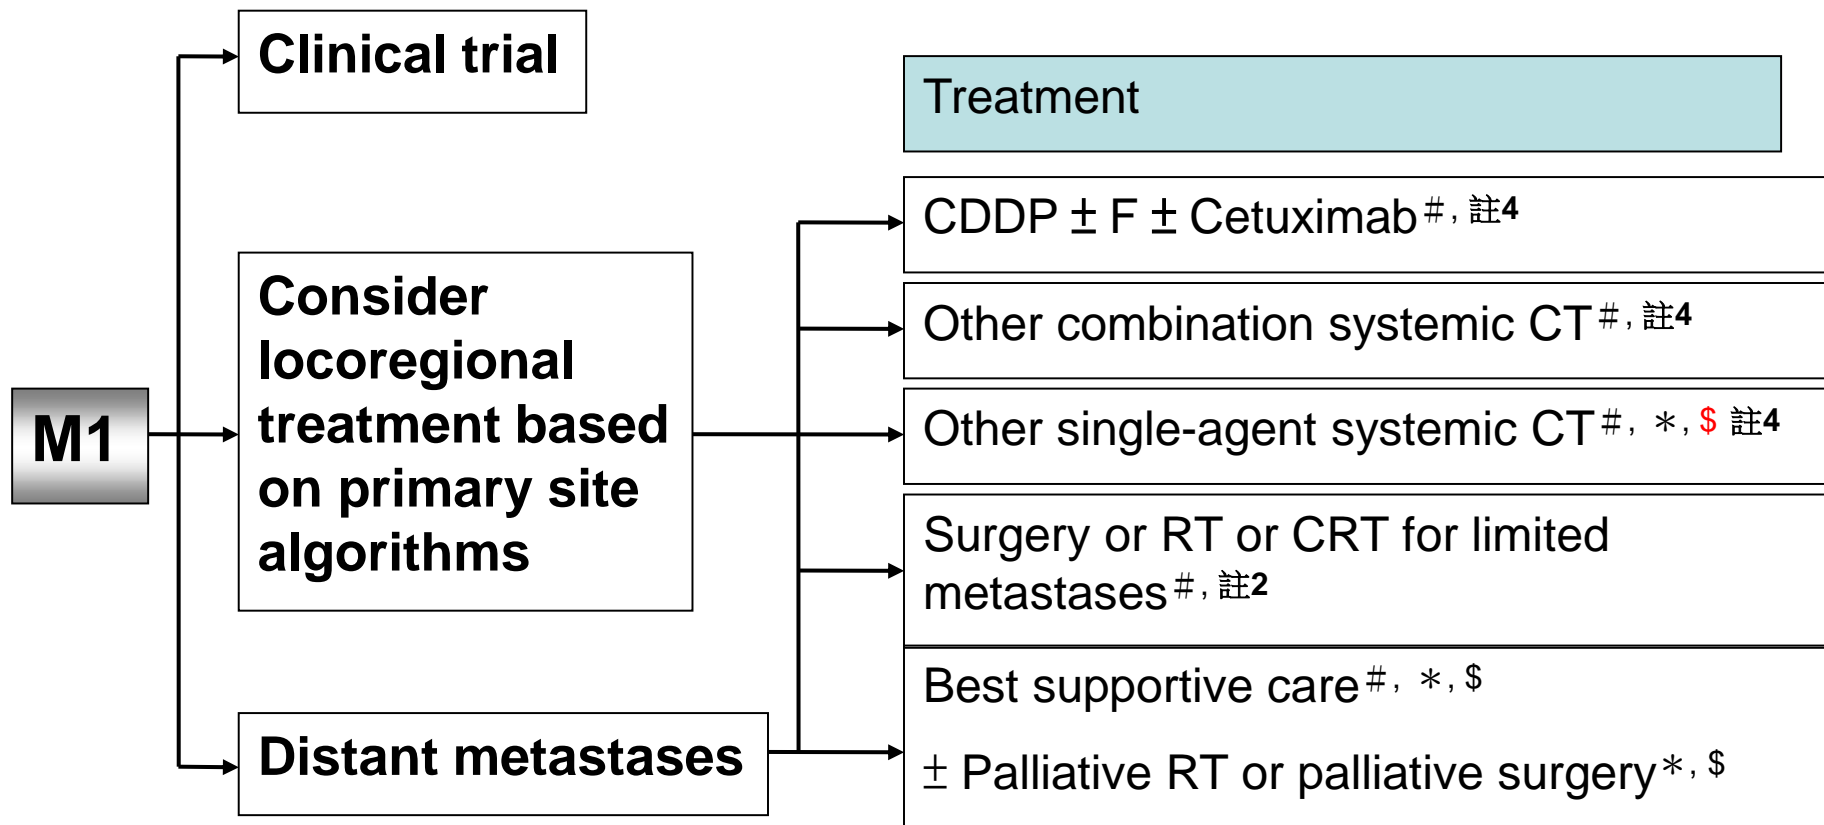 M1
Clinical trial
Consider
locoregional
treatment based
on primary site
algorithms
Distant metastases
Treatment
CDDP ± F ± Cetuximab#, 註4
Other combination systemic CT#, 註4
Other single-agent systemic CT#, *, $ 註4
Surgery or RT or CRT for limited
metastases#, 註2
Best supportive care#, *, $
± Palliative RT or palliative surgery*, $